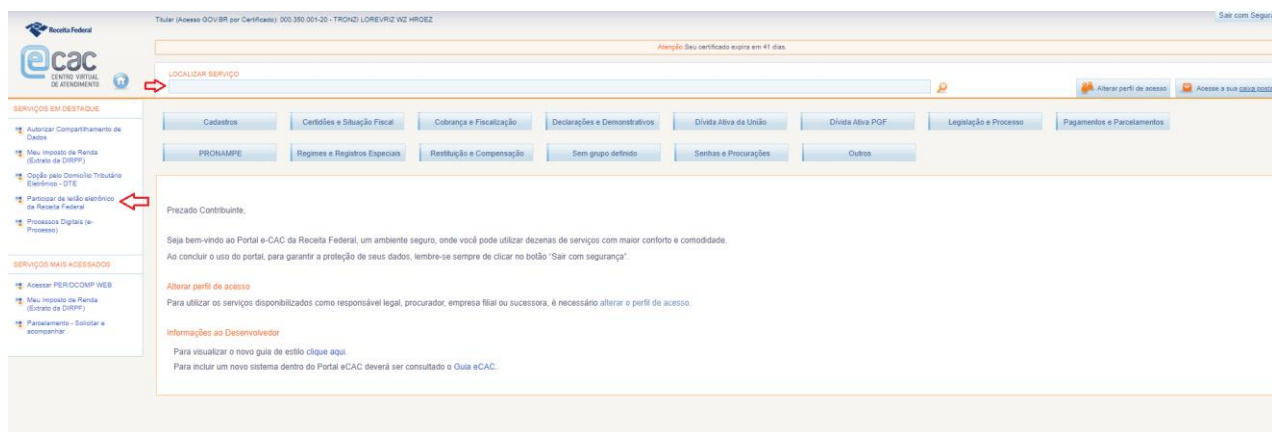 Titular (Acesso GOV.BR por Certificado): 000.350.001-20 - TRONZI LOREVRIZ WZ HROEZ
Sair com Segura
Receita Federal
ecac
CENTRO VIRTUAL
DE ATENDIMENTO
Atenção Seu certificado expira em 41 dias.
LOCALIZAR SERVIÇO
Alterar perfil de acesso
Acesse a sua caixa posta
SERVIÇOS EM DESTAQUE
Autorizar Compartilhamento de
Dados
Meu Imposto de Renda
(Extrato da DIRPF)
Opção pelo Domicílio Tributário
Eletrônico - DTE
Participar de leilão eletrônico
da Receita Federal
Processos Digitais (e-
Processo)
SERVIÇOS MAIS ACESSADOS
Acessar PER/DCOMP WEB
Meu Imposto de Renda
(Extrato da DIRPF)
Parcelamento - Solicitar e
acompanhar
Cadastros
Certidões e Situação Fiscal
Cobrança e Fiscalização
Declarações e Demonstrativos
Dívida Ativa da União
Dívida Ativa PGF
Legislação e Processo
Pagamentos e Parcelamentos
PRONAMPE
Regimes e Registros Especiais
Restituição e Compensação
Sem grupo definido
Senhas e Procurações
Outros
Prezado Contribuinte,
Seja bem-vindo ao Portal e-CAC da Receita Federal, um ambiente seguro, onde você pode utilizar dezenas de serviços com maior conforto e comodidade.
Ao concluir o uso do portal, para garantir a proteção de seus dados, lembre-se sempre de clicar no botão "Sair com segurança".
Alterar perfil de acesso
Para utilizar os serviços disponibilizados como responsável legal, procurador, empresa filial ou sucessora, é necessário alterar o perfil de acesso.
Informações ao Desenvolvedor
Para visualizar o novo guia de estilo clique aqui.
Para incluir um novo sistema dentro do Portal eCAC deverá ser consultado o Guia eCAC.